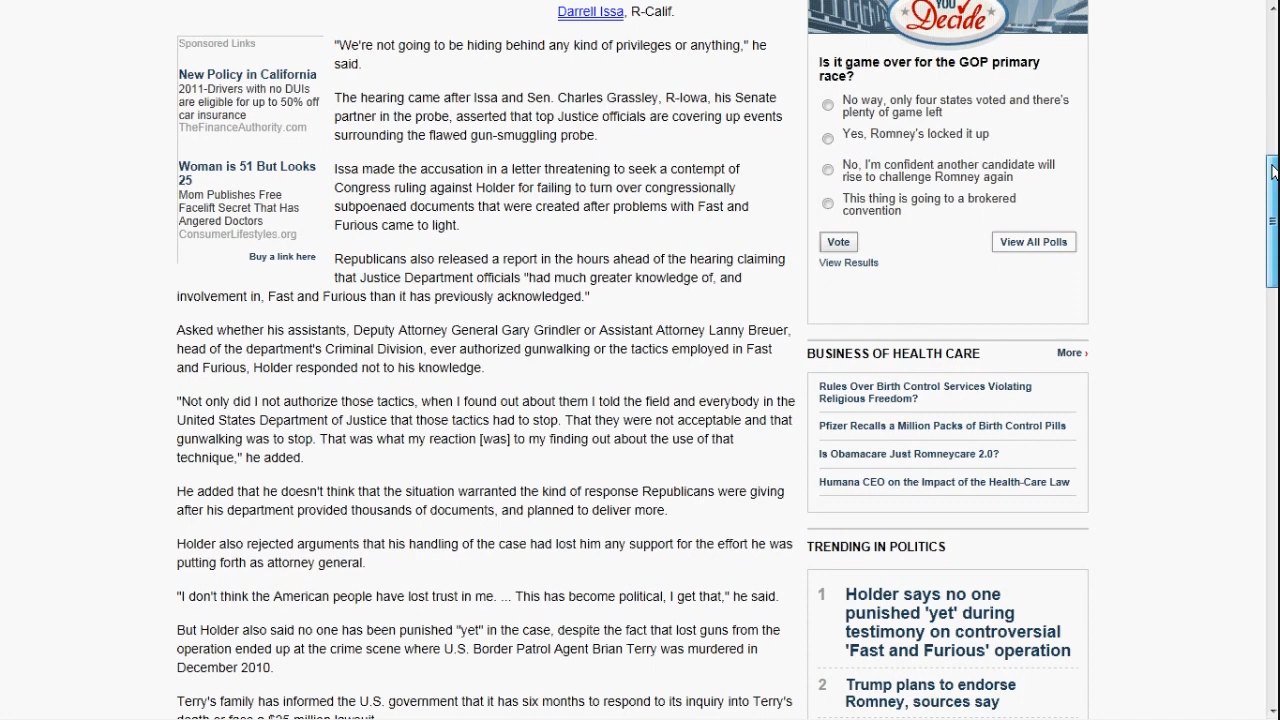 Darrell Issa, R-Calif.
Sponsored Links
New Policy in California
2011-Drivers with no DUIs
are eligible for up to 50% off
car insurance
TheFinanceAuthority.com
Woman is 51 But Looks
25
Mom Publishes Free
Facelift Secret That Has
Angered Doctors
ConsumerLifestyles.org
Buy a link here
"We're not going to be hiding behind any kind of privileges or anything," he
said.
The hearing came after Issa and Sen. Charles Grassley, R-Iowa, his Senate
partner in the probe, asserted that top Justice officials are covering up events
surrounding the flawed gun-smuggling probe.
Issa made the accusation in a letter threatening to seek a contempt of
Congress ruling against Holder for failing to turn over congressionally
subpoenaed documents that were created after problems with Fast and
Furious came to light.
Republicans also released a report in the hours ahead of the hearing claiming
that Justice Department officials "had much greater knowledge of, and
involvement in, Fast and Furious than it has previously acknowledged."
Asked whether his assistants, Deputy Attorney General Gary Grindler or Assistant Attorney Lanny Breuer,
head of the department's Criminal Division, ever authorized gunwalking or the tactics employed in Fast
and Furious, Holder responded not to his knowledge.
"Not only did I not authorize those tactics, when I found out about them I told the field and everybody in the
United States Department of Justice that those tactics had to stop. That they were not acceptable and that
gunwalking was to stop. That was what my reaction [was] to my finding out about the use of that
technique," he added.
He added that he doesn't think that the situation warranted the kind of response Republicans were giving
after his department provided thousands of documents, and planned to deliver more.
Holder also rejected arguments that his handling of the case had lost him any support for the effort he was
putting forth as attorney general.
"I don't think the American people have lost trust in me. ... This has become political, I get that," he said.
But Holder also said no one has been punished "yet" in the case, despite the fact that lost guns from the
operation ended up at the crime scene where U.S. Border Patrol Agent Brian Terry was murdered in
December 2010.
Terry's family has informed the U.S. government that it has six months to respond to its inquiry into Terry's
death or face a $25 million lawsuit.
YOU
Decide
Is it game over for the GOP primary
race?
No way, only four states voted and there's
plenty of game left
Yes, Romney's locked it up
No, I'm confident another candidate will
rise to challenge Romney again
This thing is going to a brokered
convention
Vote
View All Polls
View Results
BUSINESS OF HEALTH CARE
More ›
Rules Over Birth Control Services Violating
Religious Freedom?
Pfizer Recalls a Million Packs of Birth Control Pills
Is Obamacare Just Romneycare 2.0?
Humana CEO on the Impact of the Health-Care Law
TRENDING IN POLITICS
1 Holder says no one
punished 'yet' during
testimony on controversial
'Fast and Furious' operation
2 Trump plans to endorse
Romney, sources say